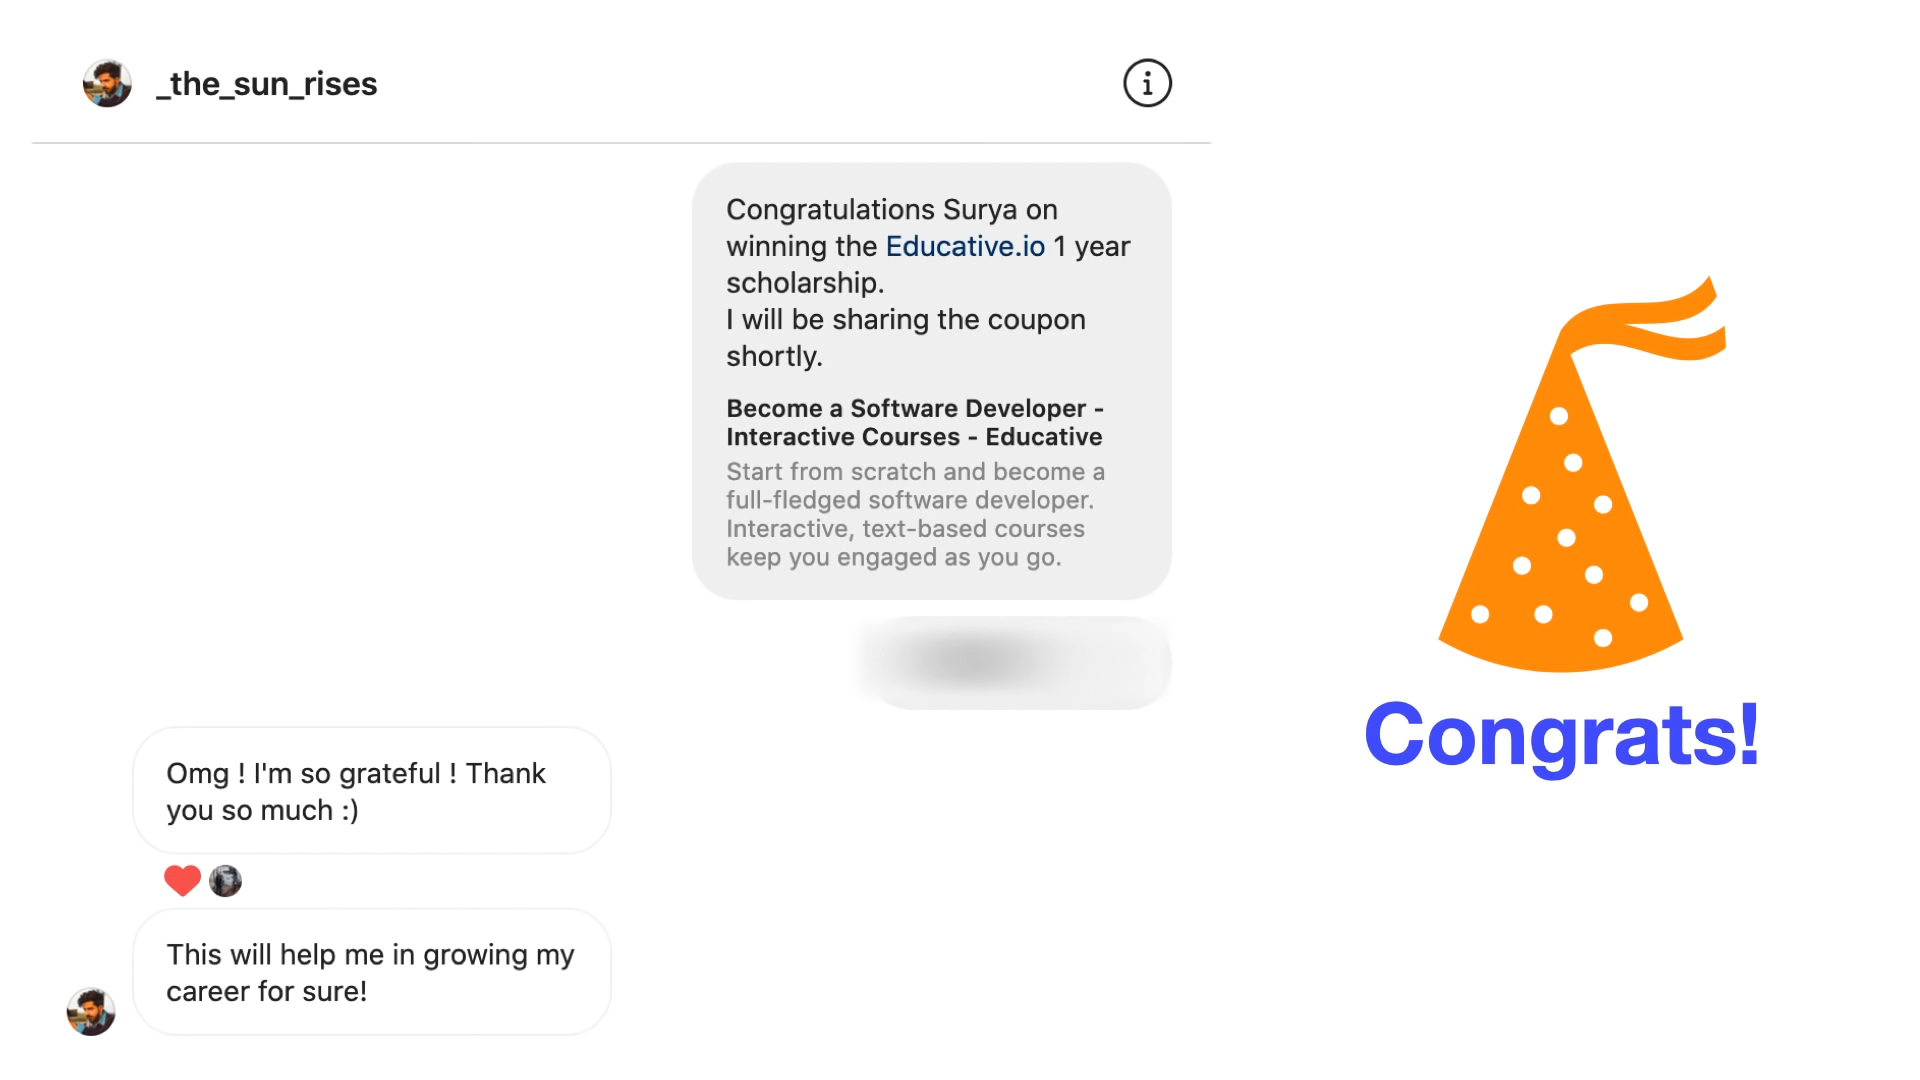 _the_sun_rises
Congratulations Surya on
winning the Educative.io 1 year
scholarship.
I will be sharing the coupon
shortly.
Become a Software Developer -
Interactive Courses - Educative
Start from scratch and become a
full-fledged software developer.
Interactive, text-based courses
keep you engaged as you go.
Omg ! I'm so grateful ! Thank
you so much :)
This will help me in growing my
career for sure!
Congrats!